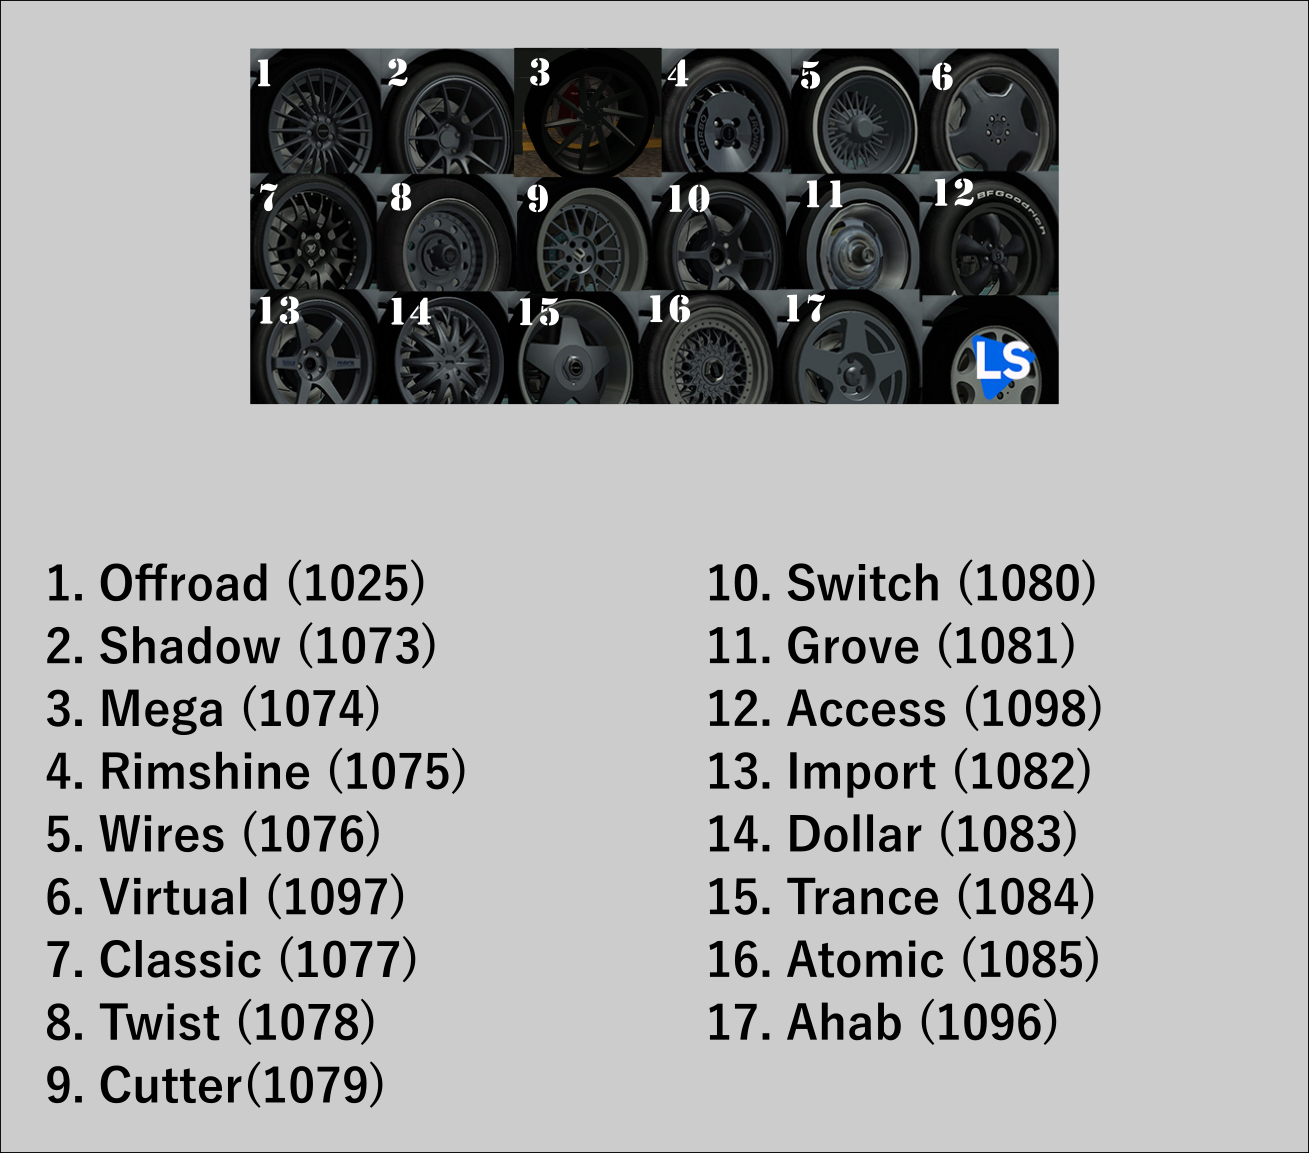 1 2 3 4 5 6
TURBO
BFGoodrich
7 8 9 10 11 12
13 14 15 16 17
LS
1. Offroad (1025)
2. Shadow (1073)
3. Mega (1074)
4. Rimshine (1075)
5. Wires (1076)
6. Virtual (1097)
7. Classic (1077)
8. Twist (1078)
9. Cutter(1079)
10. Switch (1080)
11. Grove (1081)
12. Access (1098)
13. Import (1082)
14. Dollar (1083)
15. Trance (1084)
16. Atomic (1085)
17. Ahab (1096)